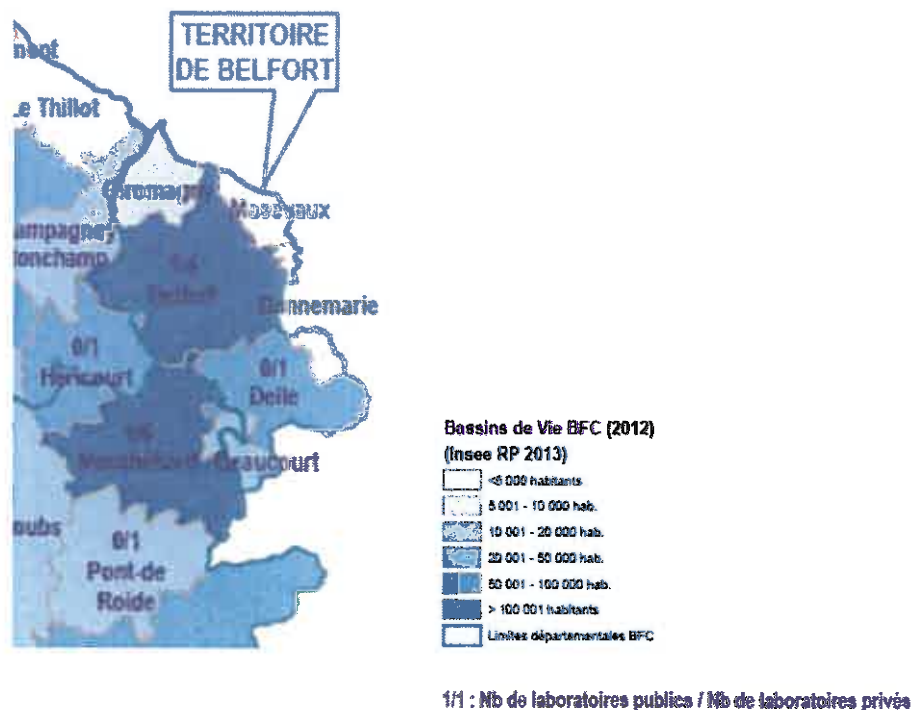 TERRITOIRE
DE BELFORT
Le Thillot
Giromagny
Masevaux
Dannemarie
Belfort
0/1
Héricourt
0/1
Delle
Montbéliard
Beaucourt
oubs
0/1
Pont-de
Roide
Bassins de Vie BFC (2012)
(Insee RP 2013)
<5 000 habitants
5 001 - 10 000 hab.
10 001 - 20 000 hab.
20 001 - 50 000 hab.
50 001 - 100 000 hab.
> 100 001 habitants
Limites départementales BFC
1/1 : Nb de laboratoires publics / Nb de laboratoires privés